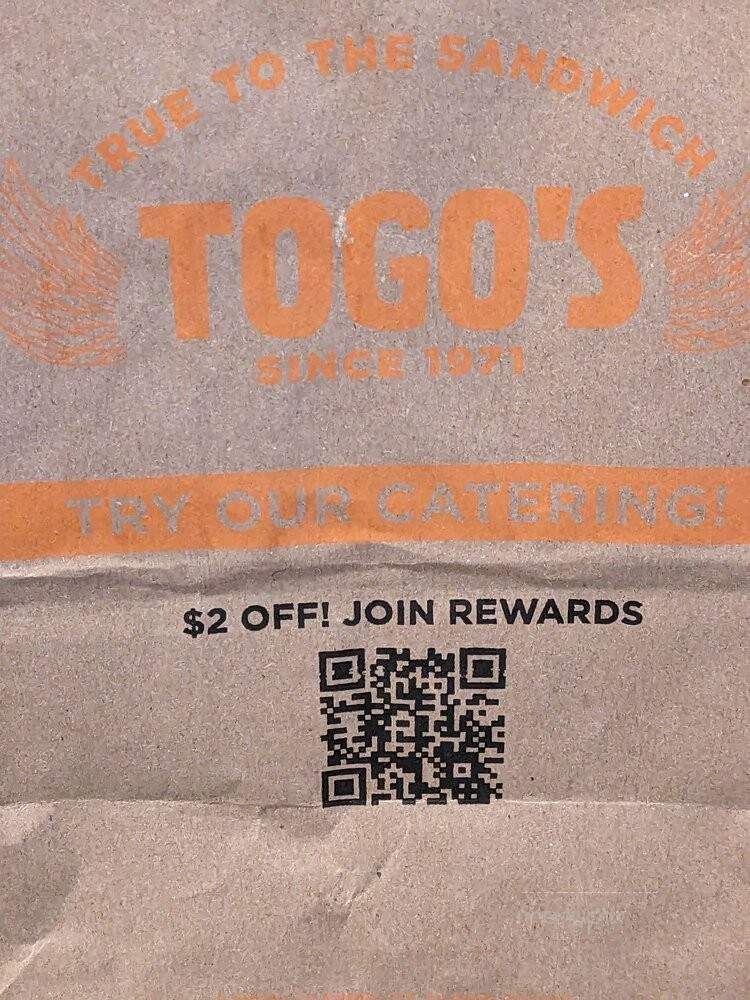 TRUE TO THE SANDWICH
TOGO'S
SINCE 1971
TRY OUR CATERING!
$2 OFF! JOIN REWARDS